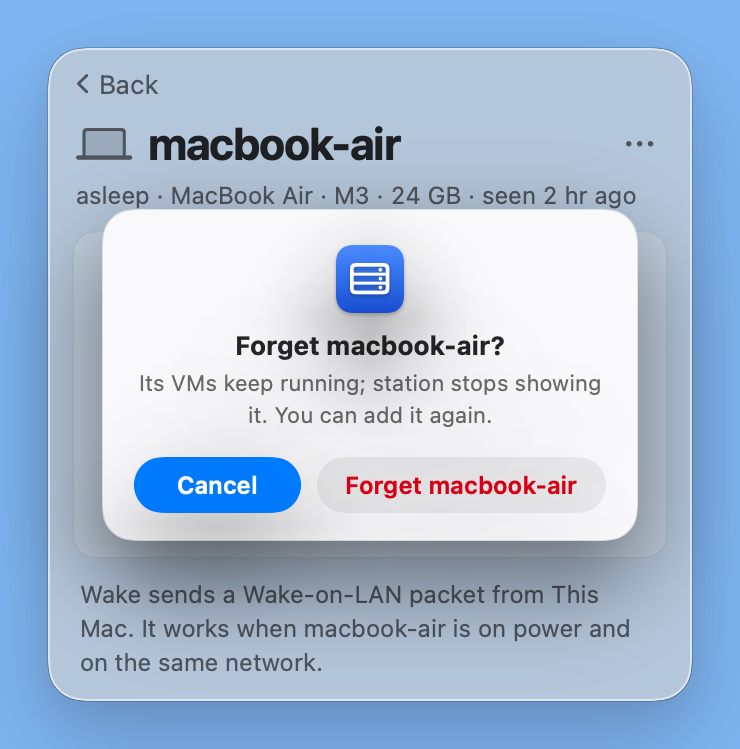 Back
macbook-air
asleep · MacBook Air · M3 · 24 GB · seen 2 hr ago
Forget macbook-air?
Its VMs keep running; station stops showing
it. You can add it again.
Cancel
Forget macbook-air
Wake sends a Wake-on-LAN packet from This
Mac. It works when macbook-air is on power and
on the same network.